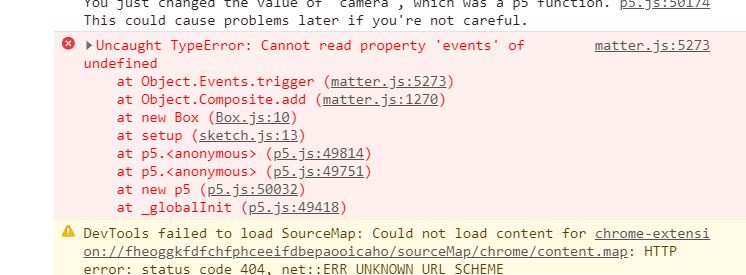 You just changed the value of "camera", which was a p5 function. p5.js:50174
This could cause problems later if you're not careful.
Uncaught TypeError: Cannot read property 'events' of matter.js:5273
undefined
at Object.Events.trigger (matter.js:5273)
at Object.Composite.add (matter.js:1270)
at new Box (Box.js:10)
at setup (sketch.js:13)
at p5.<anonymous> (p5.js:49814)
at p5.<anonymous> (p5.js:49751)
at new p5 (p5.js:50032)
at _globalInit (p5.js:49418)
DevTools failed to load SourceMap: Could not load content for chrome-extensi
on://fheoggkfdfchfphceeifdbepaooicaho/sourceMap/chrome/content.map: HTTP
error: status code 404, net::ERR_UNKNOWN_URL_SCHEME